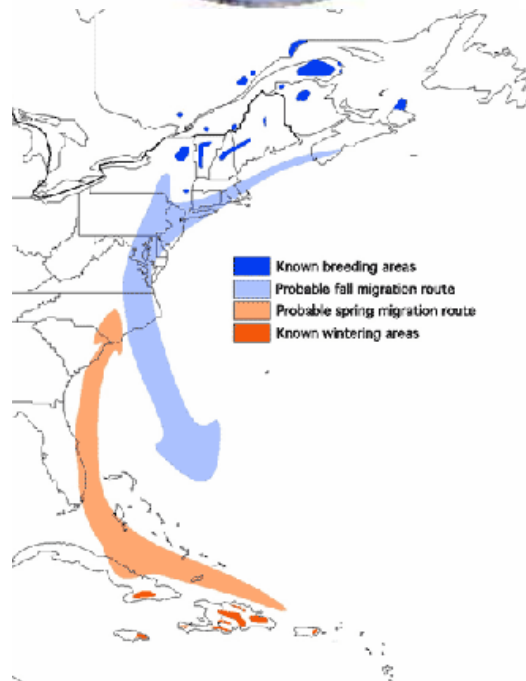 Known breeding areas
Probable fall migration route
Probable spring migration route
Known wintering areas